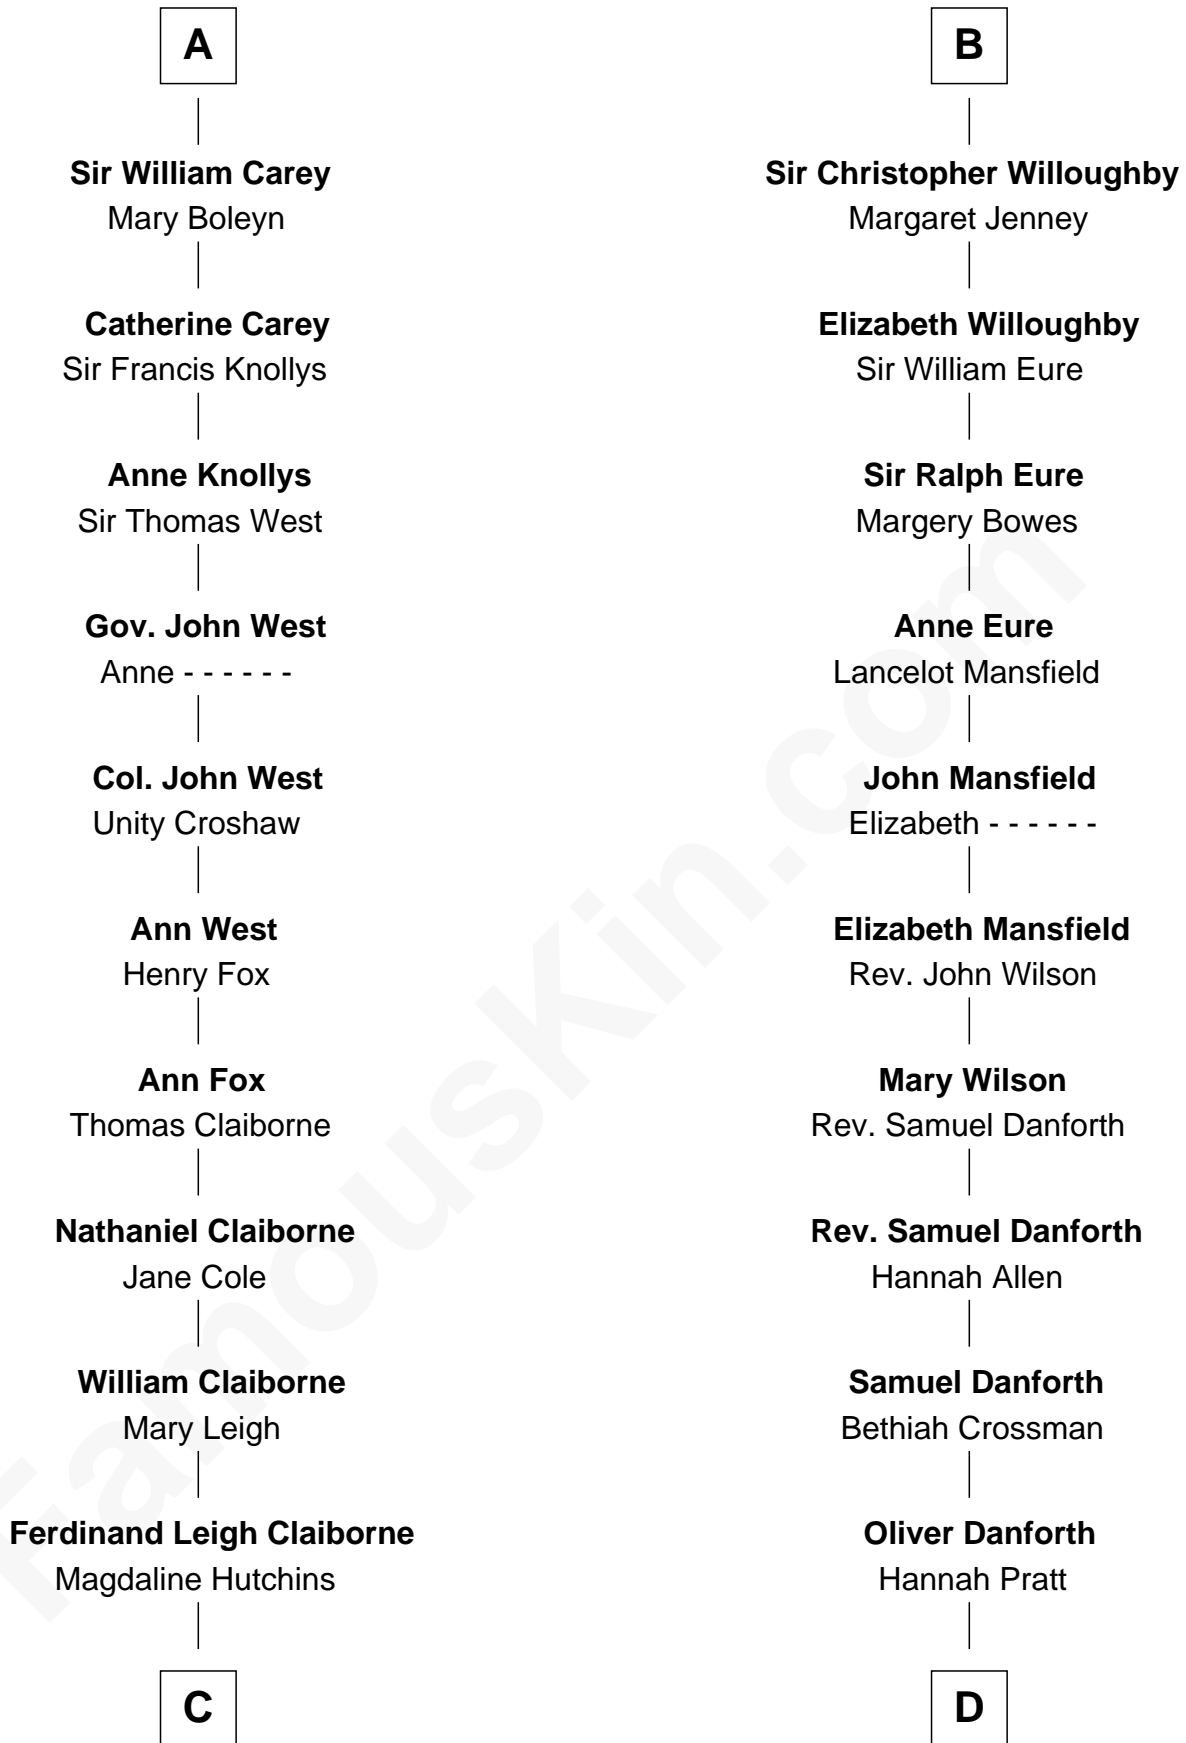 A
Sir William Carey
Mary Boleyn
Catherine Carey
Sir Francis Knollys
Anne Knollys
Sir Thomas West
Gov. John West
Anne - - - - - -
Col. John West
Unity Croshaw
Ann West
Henry Fox
Ann Fox
Thomas Claiborne
Nathaniel Claiborne
Jane Cole
William Claiborne
Mary Leigh
Ferdinand Leigh Claiborne
Magdaline Hutchins
C
B
Sir Christopher Willoughby
Margaret Jenney
Elizabeth Willoughby
Sir William Eure
Sir Ralph Eure
Margery Bowes
Anne Eure
Lancelot Mansfield
John Mansfield
Elizabeth - - - - - -
Elizabeth Mansfield
Rev. John Wilson
Mary Wilson
Rev. Samuel Danforth
Rev. Samuel Danforth
Hannah Allen
Samuel Danforth
Bethiah Crossman
Oliver Danforth
Hannah Pratt
D
FamousKin.com